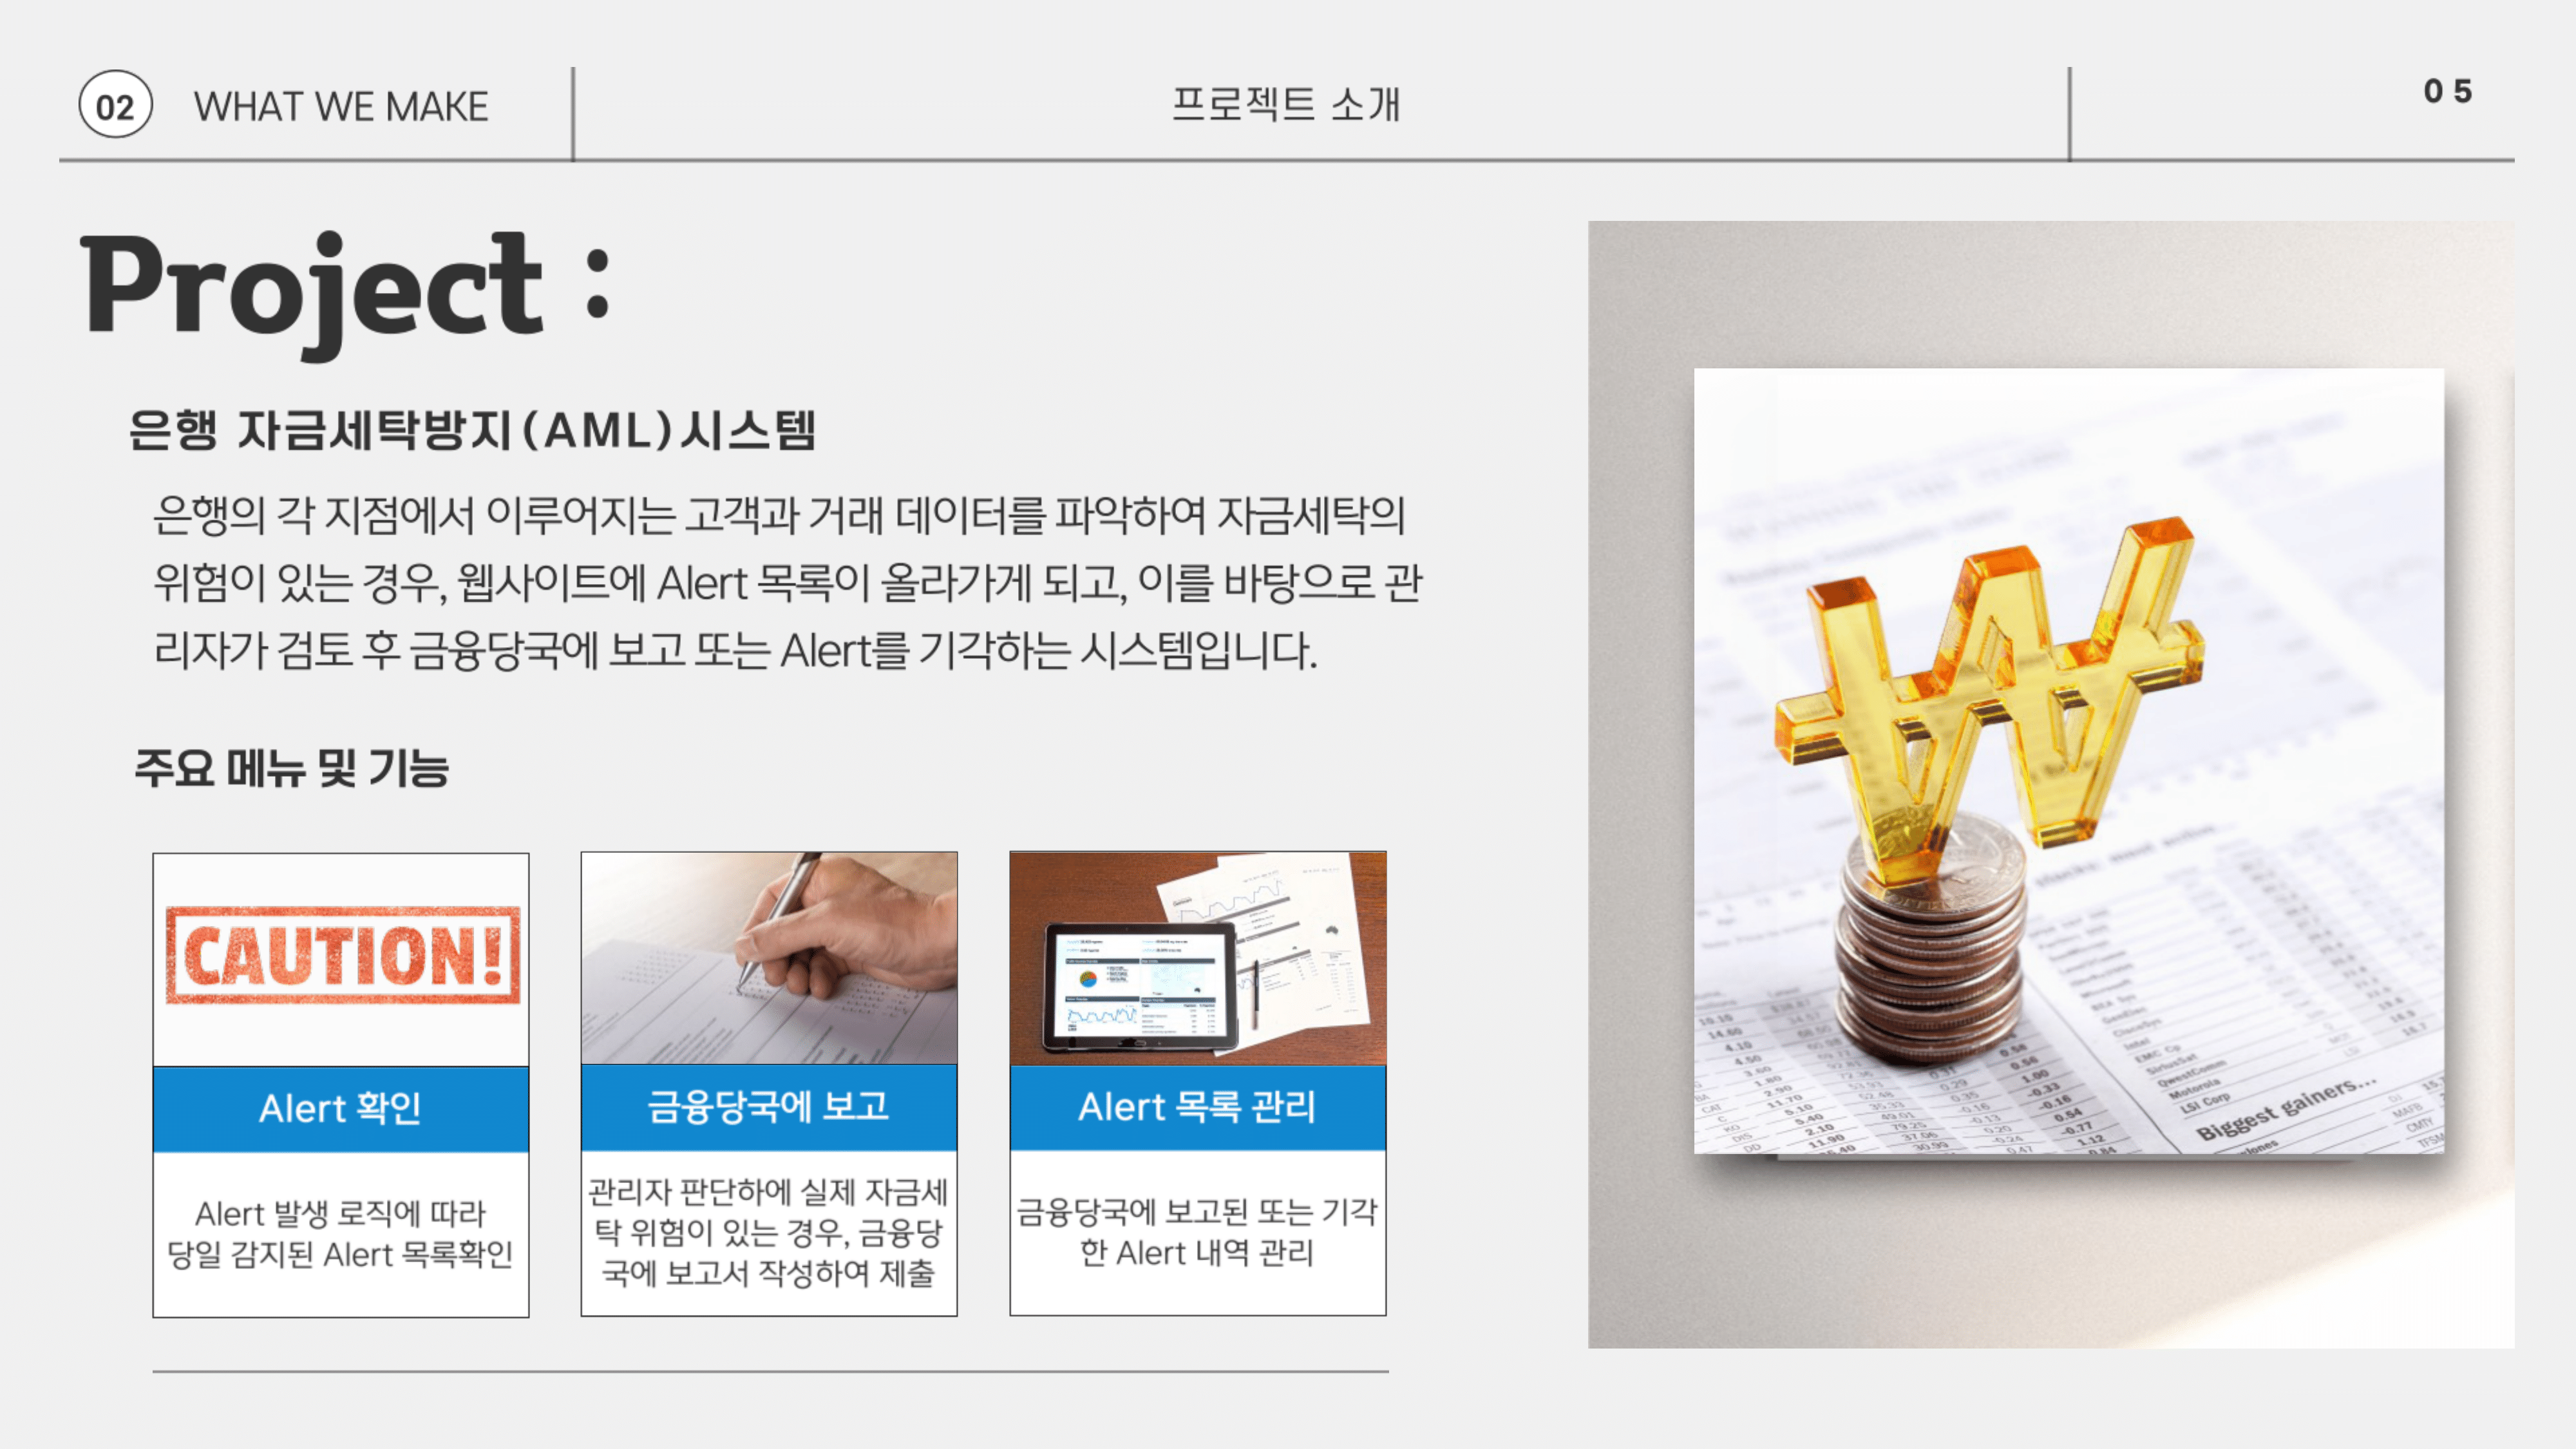 02 WHAT WE MAKE
프로젝트 소개
05
Project :
은행 자금세탁방지(AML)시스템
은행의 각 지점에서 이루어지는 고객과 거래 데이터를 파악하여 자금세탁의
위험이 있는 경우, 웹사이트에 Alert 목록이 올라가게 되고, 이를 바탕으로 관
리자가 검토 후 금융당국에 보고 또는 Alert를 기각하는 시스템입니다.
주요 메뉴 및 기능
CAUTION!
Alert 확인
Alert 발생 로직에 따라
당일 감지된 Alert 목록확인
금융당국에 보고
관리자 판단하에 실제 자금세
탁 위험이 있는 경우, 금융당
국에 보고서 작성하여 제출
Alert 목록 관리
금융당국에 보고된 또는 기각
한 Alert 내역 관리
Intel
EMC Cp
SiriusSat
QwestComm
Motorola
LSI Corp
Biggest gainers...